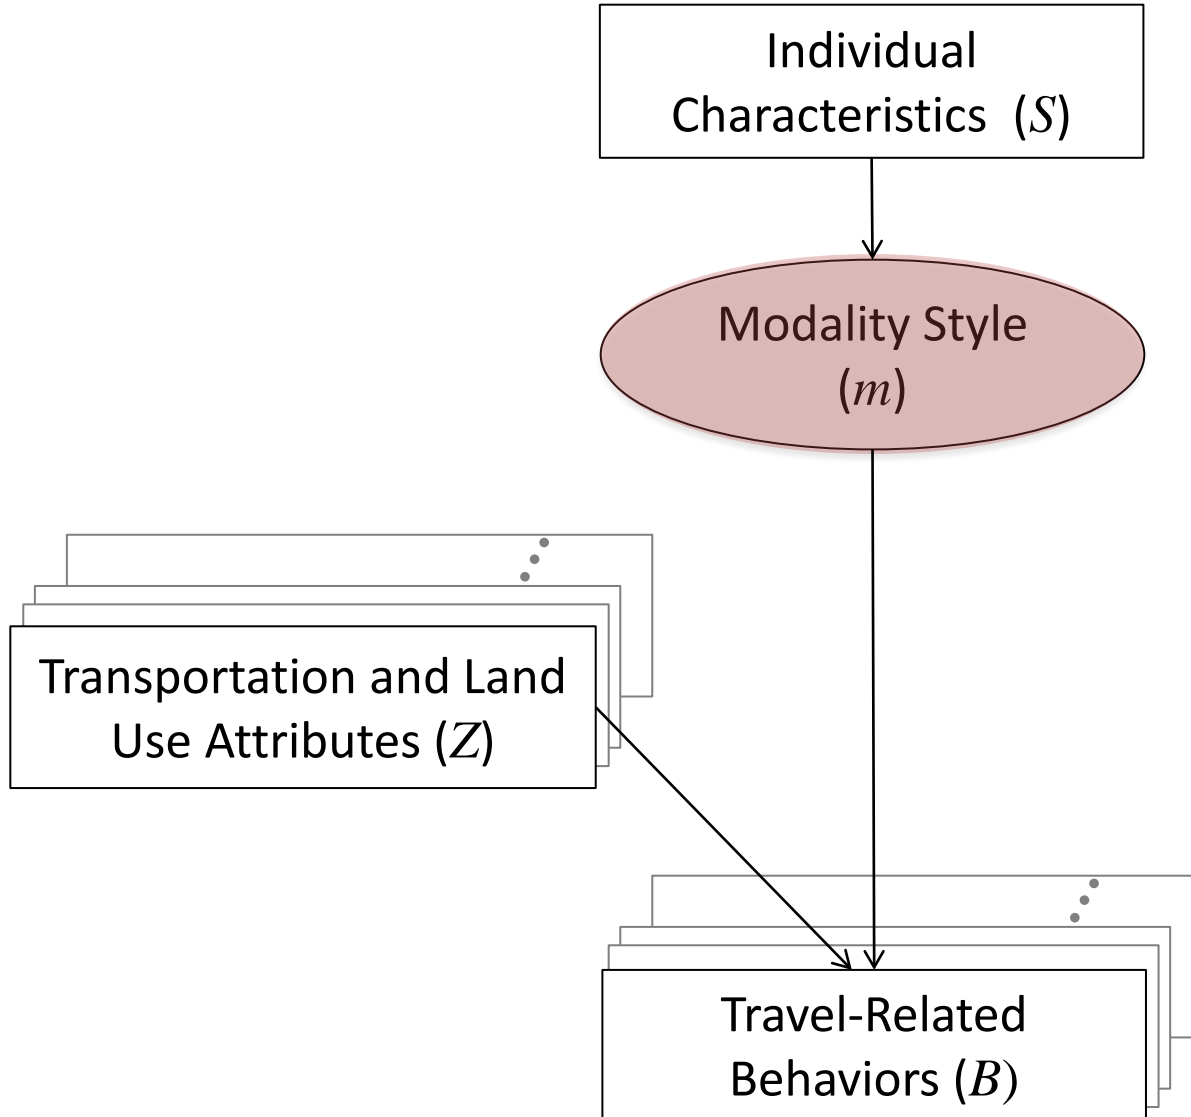 Individual
Characteristics (S)
Modality Style
(m)
Transportation and Land
Use Attributes (Z)
Travel-Related
Behaviors (B)